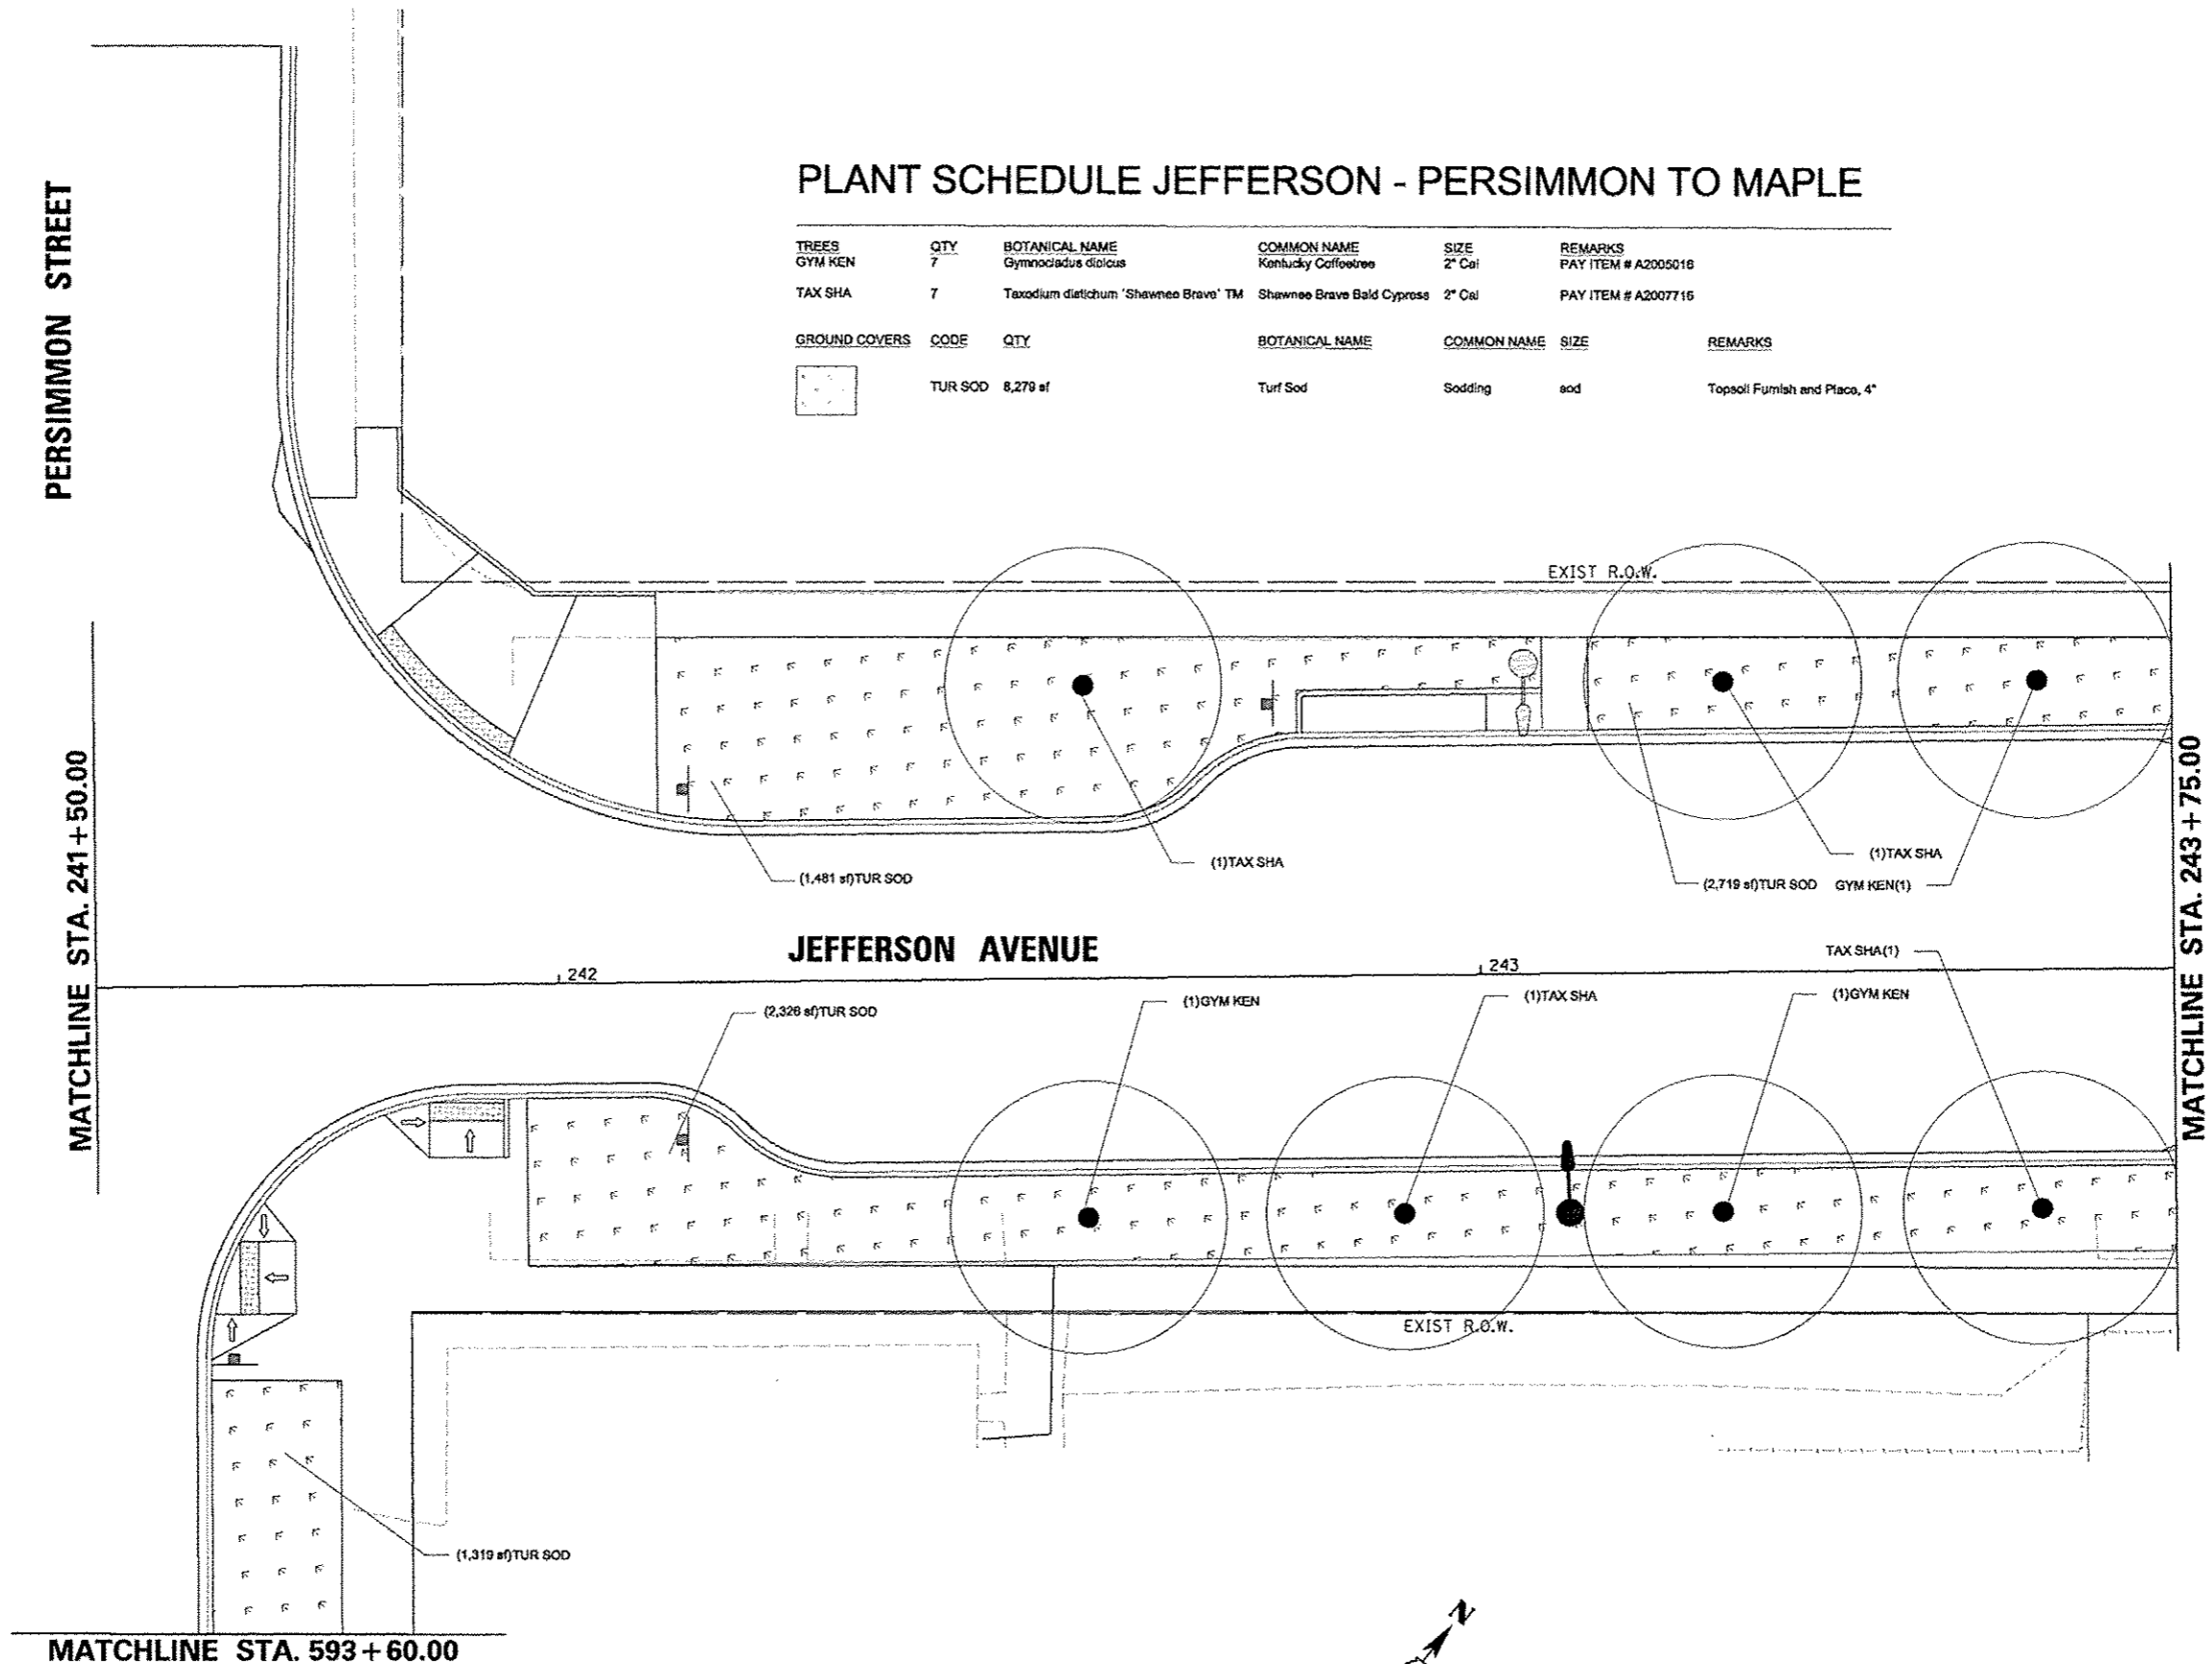 PLANT SCHEDULE JEFFERSON - PERSIMMON TO MAPLE
TREES QTY BOTANICAL NAME COMMON NAME SIZE REMARKS
GYM KEN 7 Gymnocladus dioicus Kentucky Coffeetree 2" Cal PAY ITEM # A2005016
TAX SHA 7 Taxodium distichum 'Shawnee Brave' TM Shawnee Brave Bald Cypress 2" Cal PAY ITEM # A2007716
GROUND COVERS CODE QTY BOTANICAL NAME COMMON NAME SIZE REMARKS
TUR SOD 8,279 sf Turf Sod Sodding sod Topsoil Furnish and Place, 4"
PERSIMMON STREET
EXIST R.O.W.
MATCHLINE STA. 241+50.00
MATCHLINE STA. 243+75.00
(1)TAX SHA
(1)TAX SHA
(1,481 sf)TUR SOD
(2,719 sf)TUR SOD GYM KEN(1)
JEFFERSON AVENUE
TAX SHA(1)
242
243
(2,326 sf)TUR SOD
(1)GYM KEN
(1)TAX SHA
(1)GYM KEN
EXIST R.O.W.
(1,319 sf)TUR SOD
N
MATCHLINE STA. 593+60.00